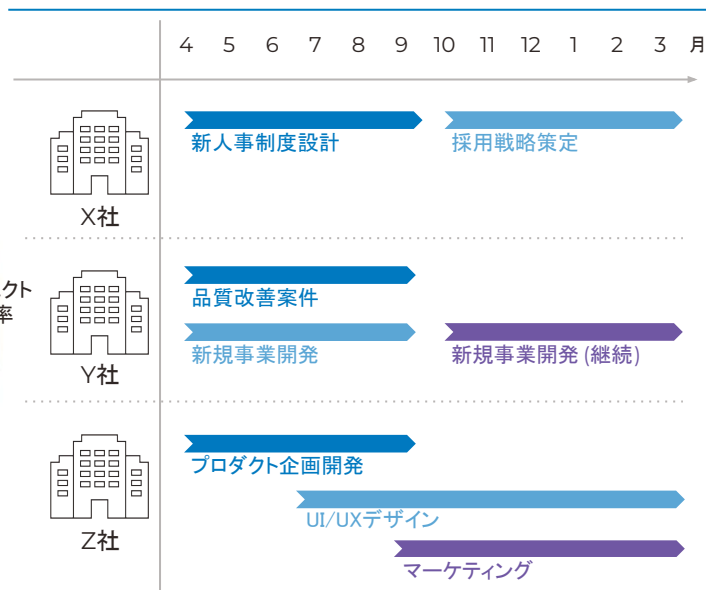 4 5 6 7 8 9 10 11 12 1 2 3 月
新人事制度設計 採用戦略策定
X社
品質改善案件
クト
率
新規事業開発 新規事業開発 (継続)
Y社
プロダクト企画開発
UI/UXデザイン
Z社
マーケティング